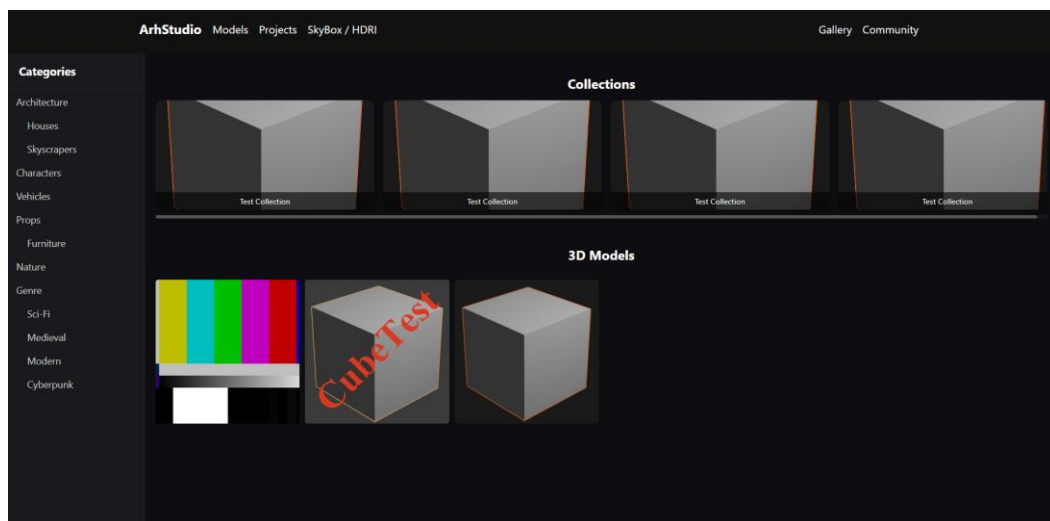 ArhStudio Models Projects SkyBox / HDRI Gallery Community
Categories
Architecture
Houses
Skyscrapers
Characters
Vehicles
Props
Furniture
Nature
Genre
Sci-Fi
Medieval
Modern
Cyberpunk
Collections
Test Collection
Test Collection
Test Collection
Test Collection
3D Models
CubeTest